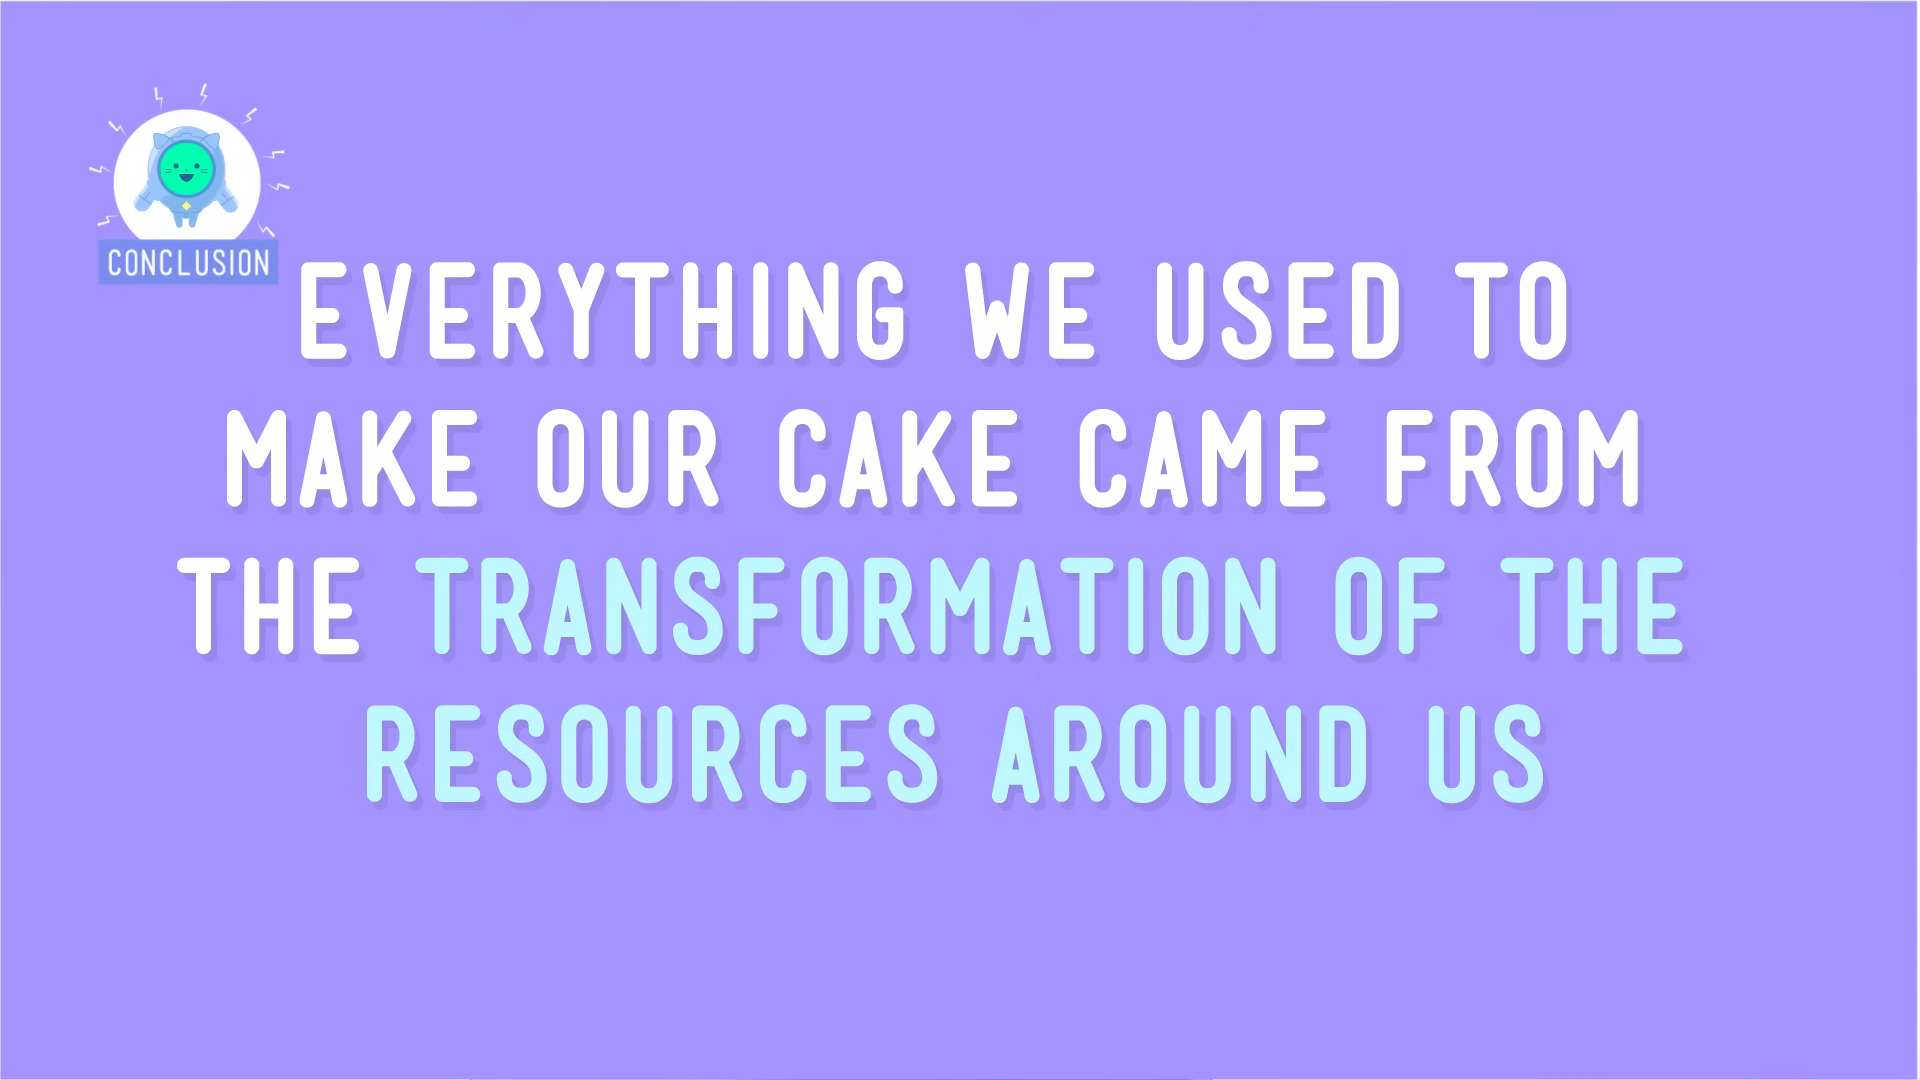 CONCLUSION
EVERYTHING WE USED TO
MAKE OUR CAKE CAME FROM
THE TRANSFORMATION OF THE
RESOURCES AROUND US